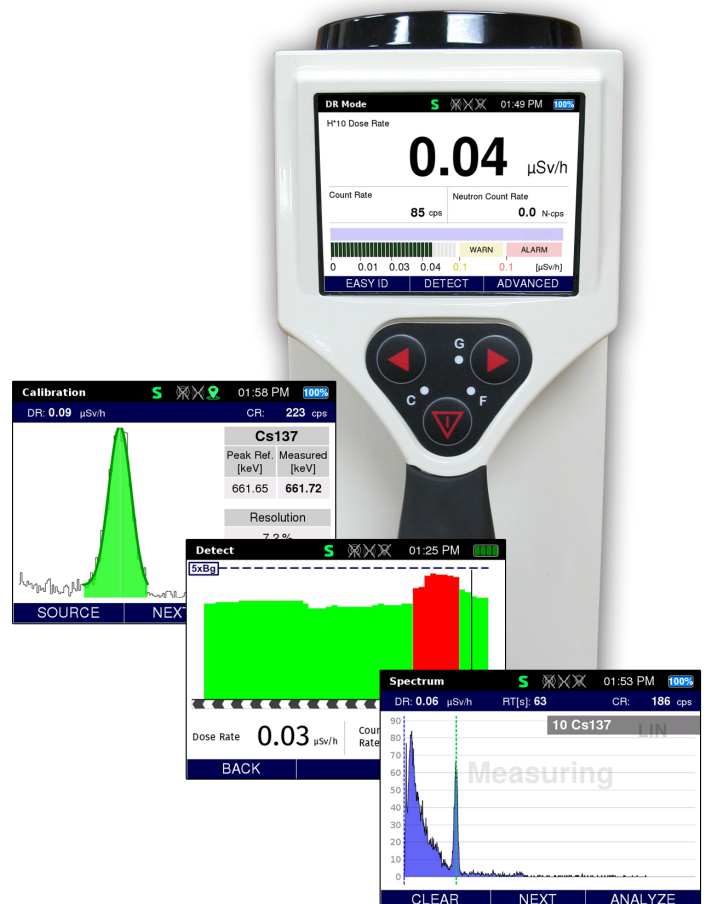 DR Mode S 01:49 PM 100%
H*10 Dose Rate
0.04 µSv/h
Count Rate Neutron Count Rate
85 cps 0.0 N-cps
WARN ALARM
0 0.01 0.03 0.04 0.1 0.1 [µSv/h]
EASY ID DETECT ADVANCED
G
C F
Calibration S 01:58 PM 100%
DR: 0.09 µSv/h CR: 223 cps
Cs137
Peak Ref. Measured
[keV] [keV]
661.65 661.72
Resolution
7.2 %
SOURCE NEXT
Detect S 01:25 PM
5xBg
Dose Rate 0.03 µSv/h
Rate
BACK
Spectrum S 01:53 PM 100%
DR: 0.06 µSv/h RT[s]: 63 CR: 186 cps
10 Cs137
LIN
Measuring
90
80
70
60
50
40
30
20
10
0
CLEAR NEXT ANALYZE